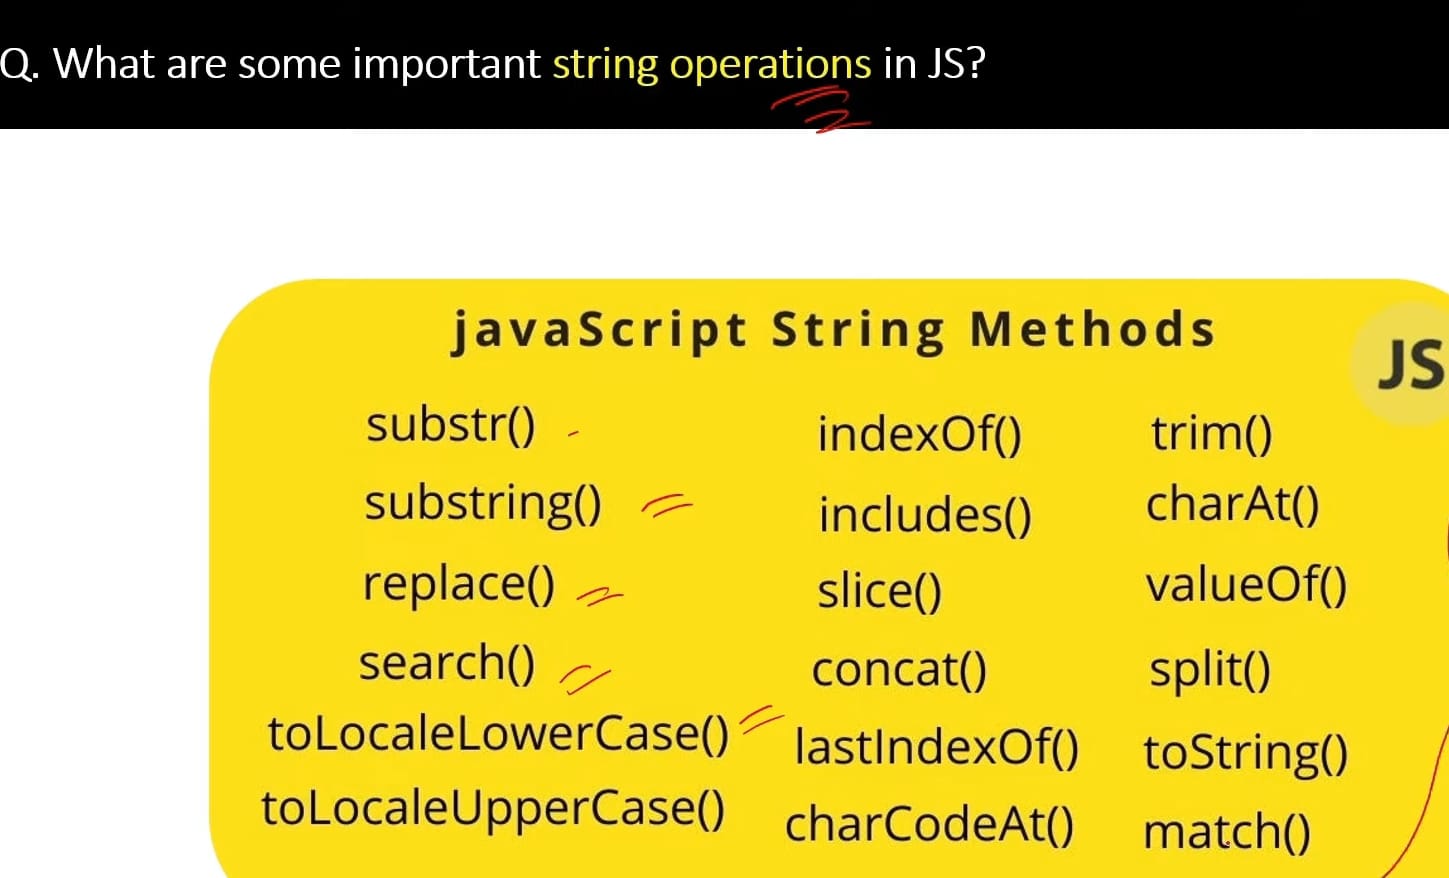 Q. What are some important string operations in JS?
javaScript String Methods
JS
substr()
substring()
replace()
search()
toLocaleLowerCase()
toLocaleUpperCase()
indexOf()
includes()
slice()
concat()
lastIndexOf()
charCodeAt()
trim()
charAt()
valueOf()
split()
toString()
match()